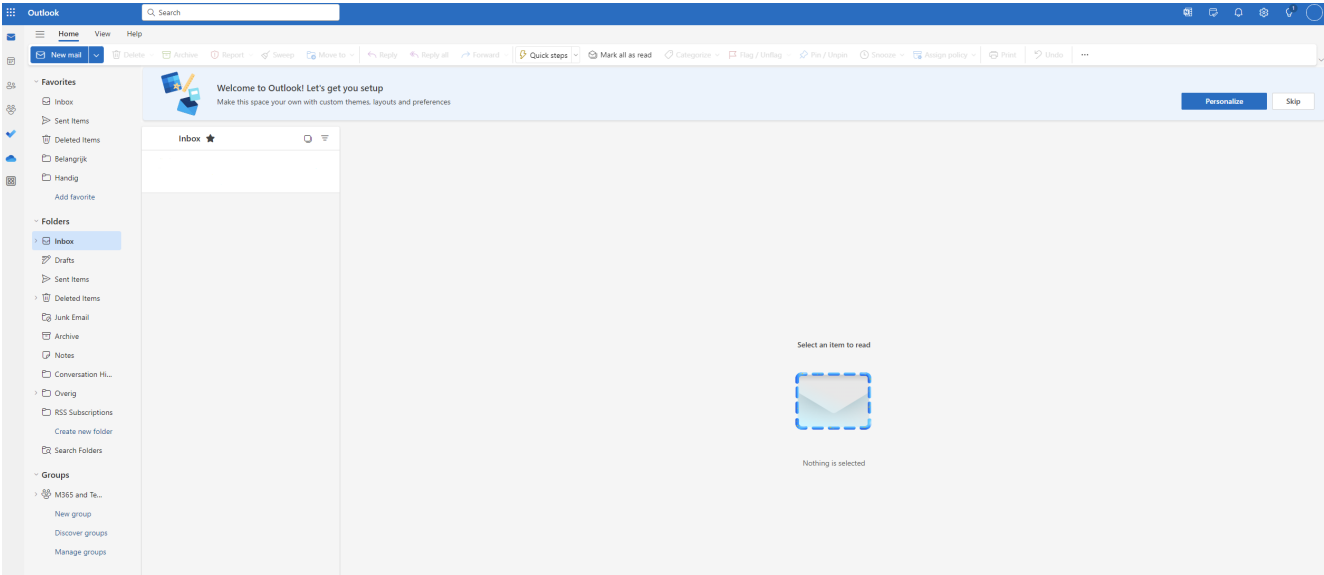 Outlook
Search
1
Home View Help
New mail Delete Archive Report Sweep Move to Reply Reply all Forward Quick steps Mark all as read Categorize Flag / Unflag Pin / Unpin Snooze Assign policy Print Undo ...
Favorites
Inbox
Sent Items
Deleted Items
Belangrijk
Handig
Add favorite
Folders
Inbox
Drafts
Sent Items
Deleted Items
Junk Email
Archive
Notes
Conversation Hi...
Overig
RSS Subscriptions
Create new folder
Search Folders
Groups
M365 and Te...
New group
Discover groups
Manage groups
Welcome to Outlook! Let's get you setup
Make this space your own with custom themes, layouts and preferences
Personalize Skip
Inbox
Select an item to read
Nothing is selected